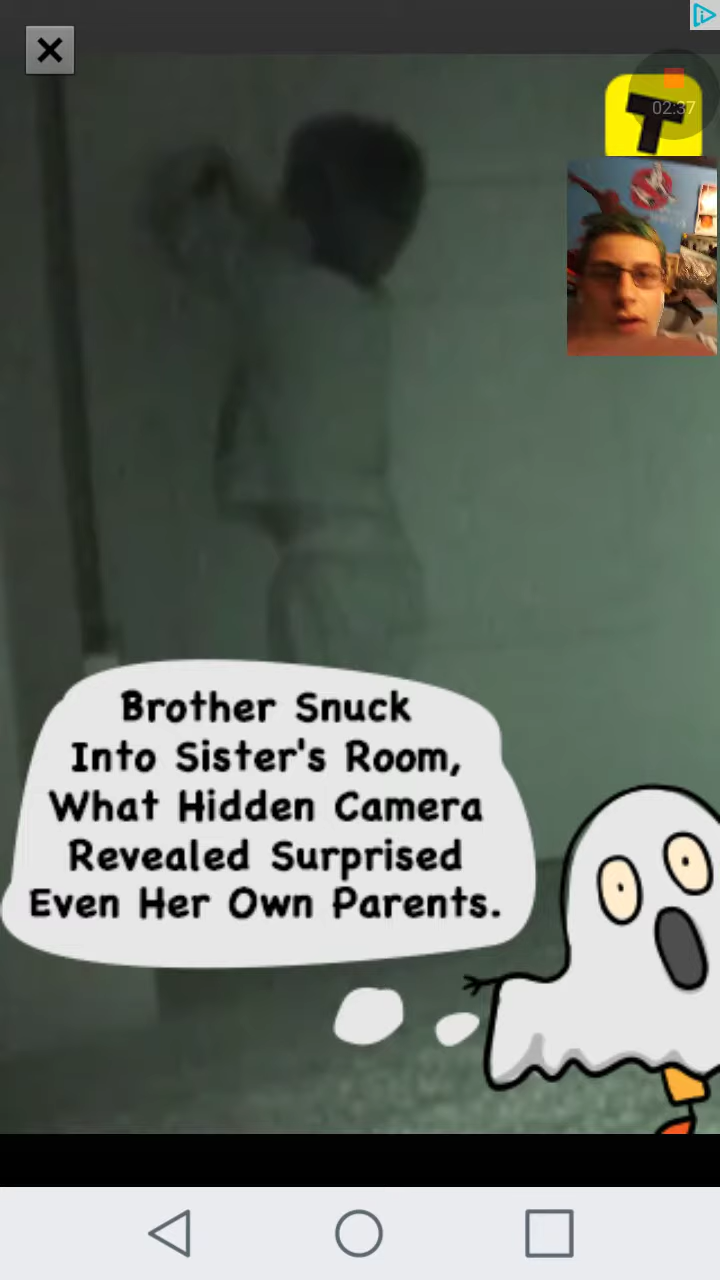 T
02:37
Brother Snuck
Into Sister's Room,
What Hidden Camera
Revealed Surprised
Even Her Own Parents.